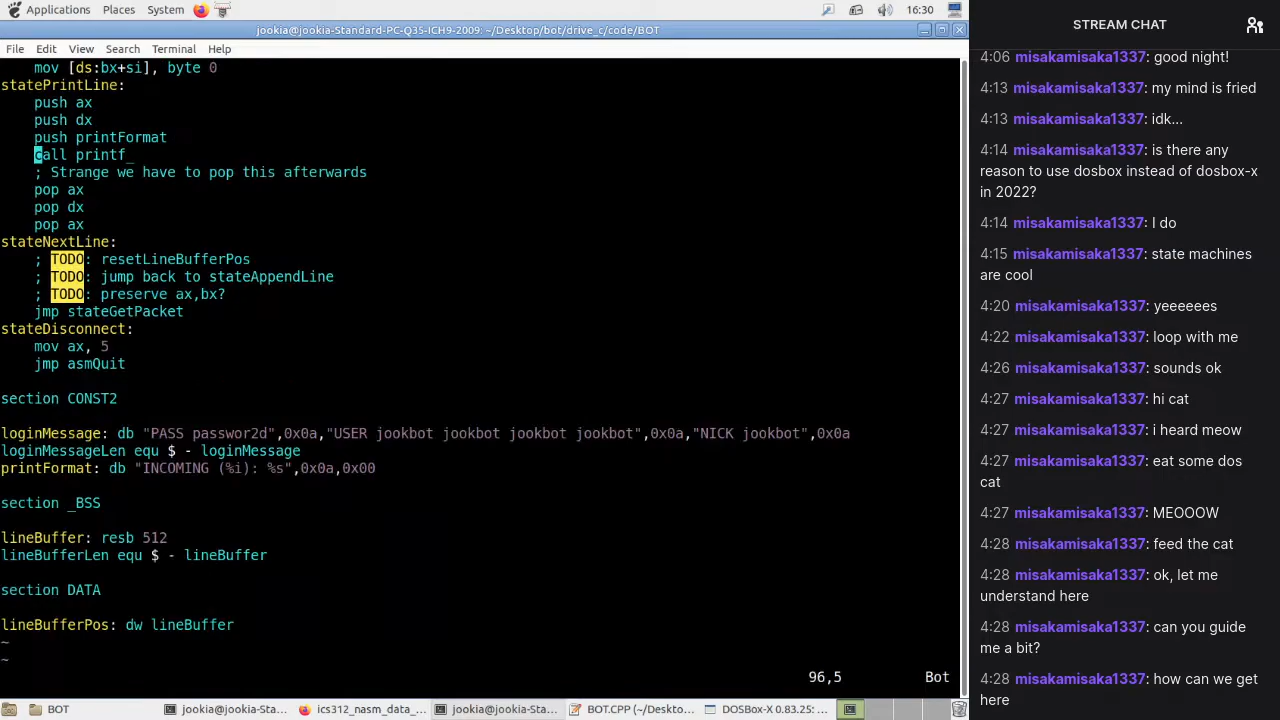 Applications Places System 16:30
jookia@jookia-Standard-PC-Q35-ICH9-2009: ~/Desktop/bot/drive_c/code/BOT
File Edit View Search Terminal Help
mov [ds:bx+si], byte 0
statePrintLine:
push ax
push dx
push printFormat
call printf_
; Strange we have to pop this afterwards
pop ax
pop dx
pop ax
stateNextLine:
; TODO: resetLineBufferPos
; TODO: jump back to stateAppendLine
; TODO: preserve ax,bx?
jmp stateGetPacket
stateDisconnect:
mov ax, 5
jmp asmQuit
section CONST2
loginMessage: db "PASS passwor2d",0x0a,"USER jookbot jookbot jookbot jookbot",0x0a,"NICK jookbot",0x0a
loginMessageLen equ $ - loginMessage
printFormat: db "INCOMING (%i): %s",0x0a,0x00
section _BSS
lineBuffer: resb 512
lineBufferLen equ $ - lineBuffer
section DATA
lineBufferPos: dw lineBuffer
~
~
96,5 Bot
BOT jookia@jookia-Sta... ics312_nasm_data_... jookia@jookia-Sta... BOT.CPP (~/Deskto... DOSBox-X 0.83.25: ...
STREAM CHAT
4:06 misakamisaka1337: good night!
4:13 misakamisaka1337: my mind is fried
4:13 misakamisaka1337: idk...
4:14 misakamisaka1337: is there any
reason to use dosbox instead of dosbox-x
in 2022?
4:14 misakamisaka1337: I do
4:15 misakamisaka1337: state machines
are cool
4:20 misakamisaka1337: yeeeeees
4:22 misakamisaka1337: loop with me
4:26 misakamisaka1337: sounds ok
4:27 misakamisaka1337: hi cat
4:27 misakamisaka1337: i heard meow
4:27 misakamisaka1337: eat some dos
cat
4:27 misakamisaka1337: MEOOOW
4:28 misakamisaka1337: feed the cat
4:28 misakamisaka1337: ok, let me
understand here
4:28 misakamisaka1337: can you guide
me a bit?
4:28 misakamisaka1337: how can we get
here